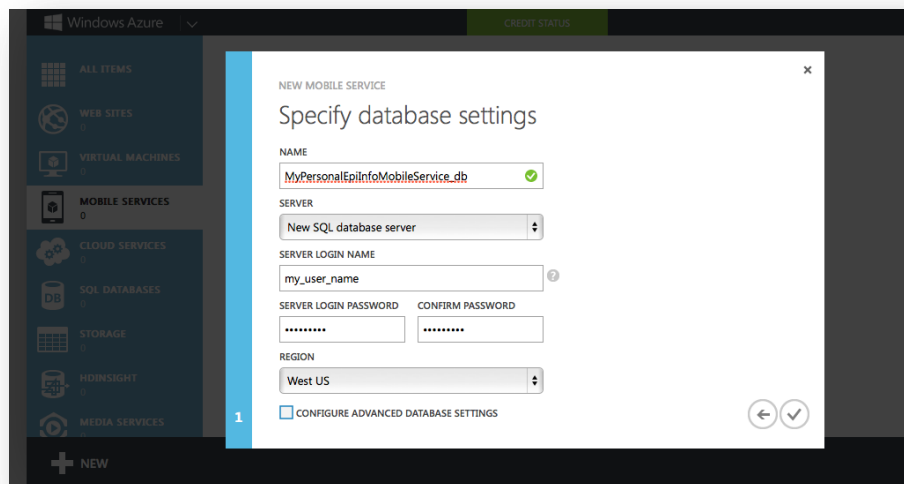 Windows Azure
CREDIT STATUS
ALL ITEMS
WEB SITES
0
VIRTUAL MACHINES
0
MOBILE SERVICES
0
CLOUD SERVICES
0
SQL DATABASES
0
DB
STORAGE
0
HDINSIGHT
0
MEDIA SERVICES
0
NEW
NEW MOBILE SERVICE
Specify database settings
NAME
MyPersonalEpiInfoMobileService_db
SERVER
New SQL database server
SERVER LOGIN NAME
my_user_name
?
SERVER LOGIN PASSWORD CONFIRM PASSWORD
••••••••• •••••••••
REGION
West US
CONFIGURE ADVANCED DATABASE SETTINGS
1